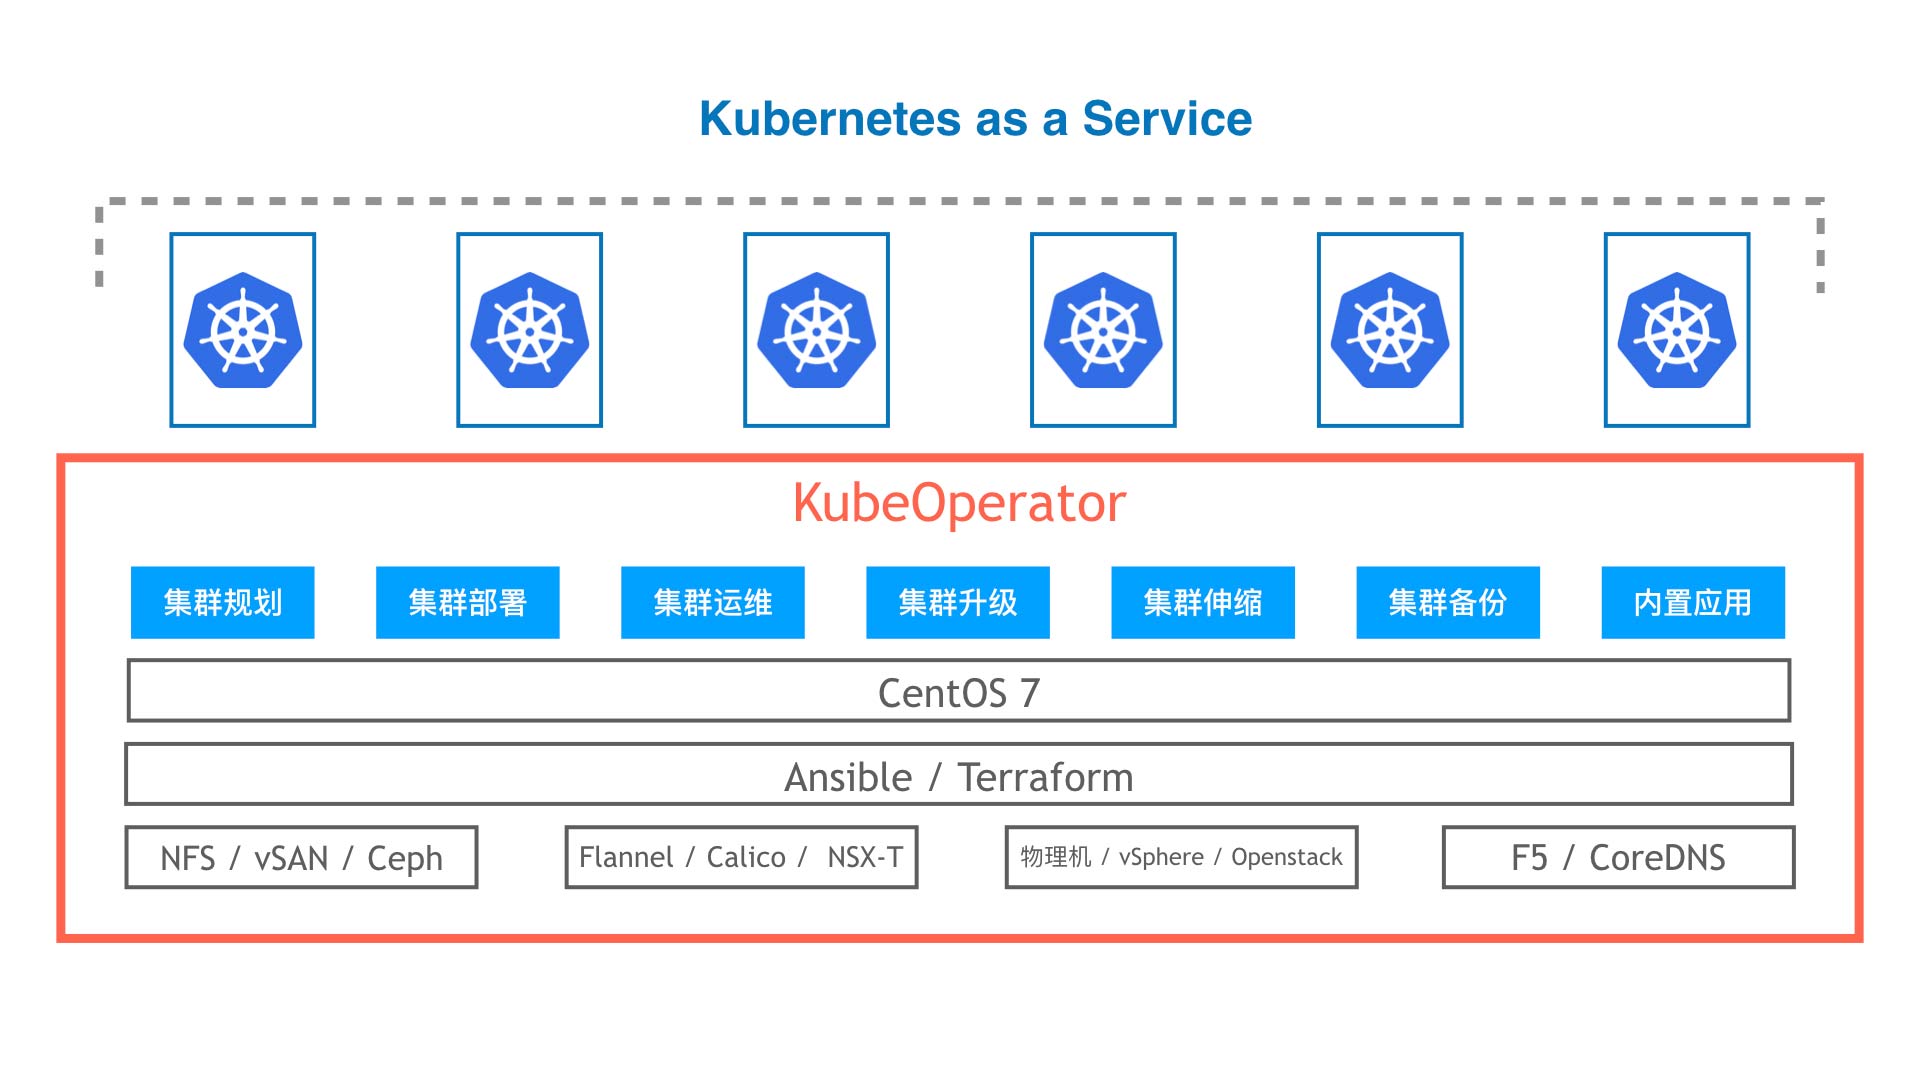 Kubernetes as a Service
KubeOperator
集群规划
集群部署
集群运维
集群升级
集群伸缩
集群备份
内置应用
CentOS 7
Ansible / Terraform
NFS / vSAN / Ceph
Flannel / Calico / NSX-T
物理机 / vSphere / Openstack
F5 / CoreDNS